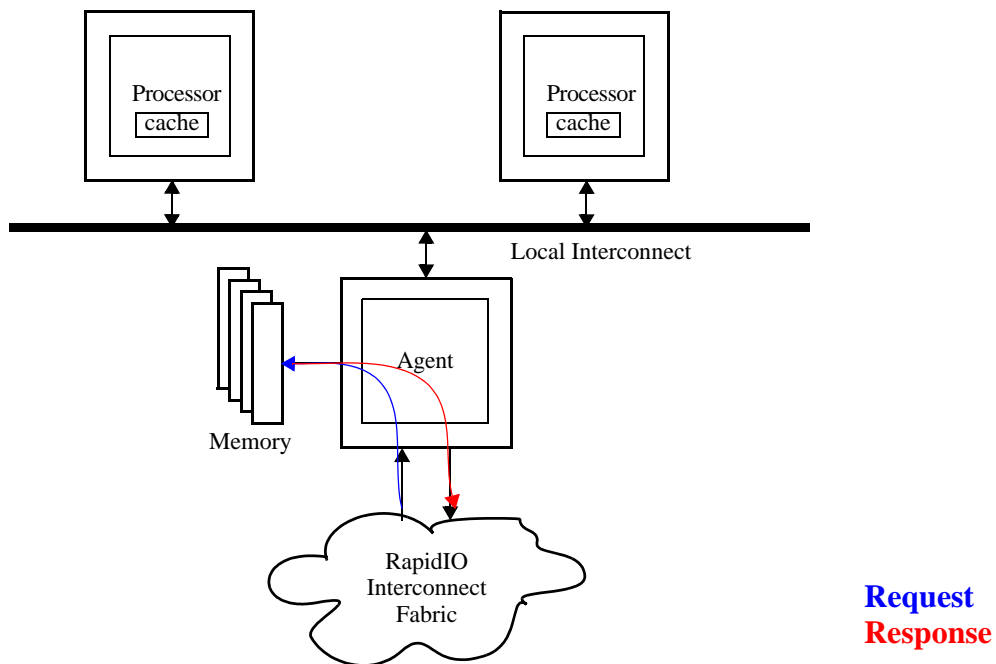 Processor
cache
Processor
cache
Local Interconnect
Agent
Memory
RapidIO
Interconnect
Fabric
Request
Response